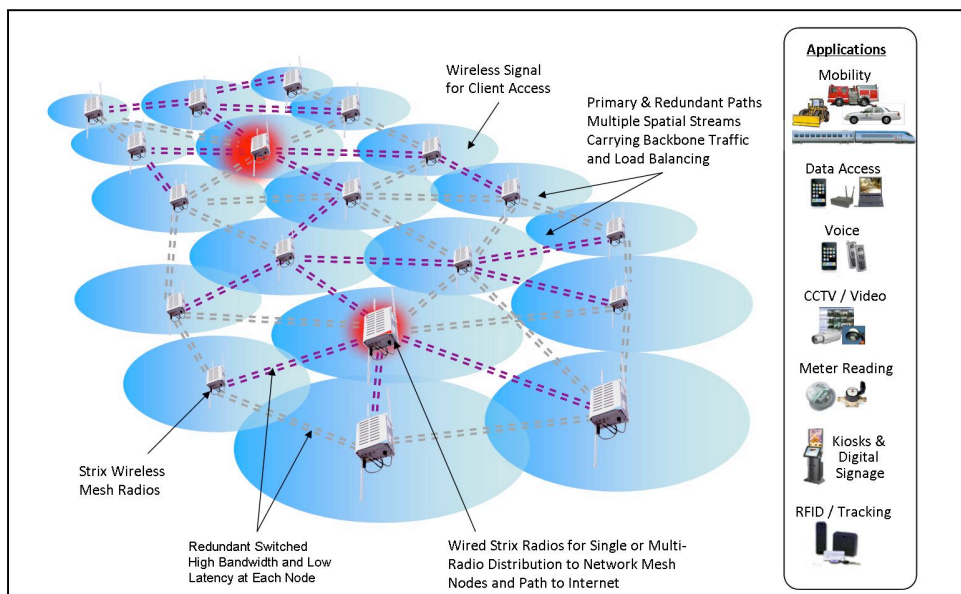 Wireless Signal
for Client Access
Primary & Redundant Paths
Multiple Spatial Streams
Carrying Backbone Traffic
and Load Balancing
Strix Wireless
Mesh Radios
Redundant Switched
High Bandwidth and Low
Latency at Each Node
Wired Strix Radios for Single or Multi-
Radio Distribution to Network Mesh
Nodes and Path to Internet
Applications
Mobility
Data Access
Voice
CCTV / Video
Meter Reading
Kiosks &
Digital
Signage
RFID / Tracking